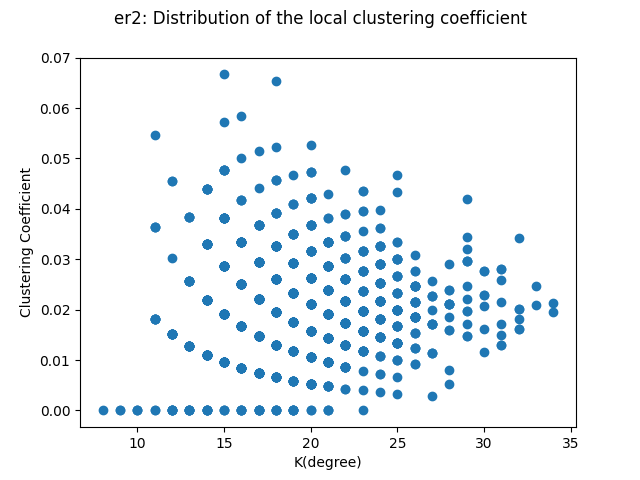 er2: Distribution of the local clustering coefficient
0.07
0.06
0.05
0.04
0.03
0.02
0.01
0.00
Clustering Coefficient
10 15 20 25 30 35
K(degree)